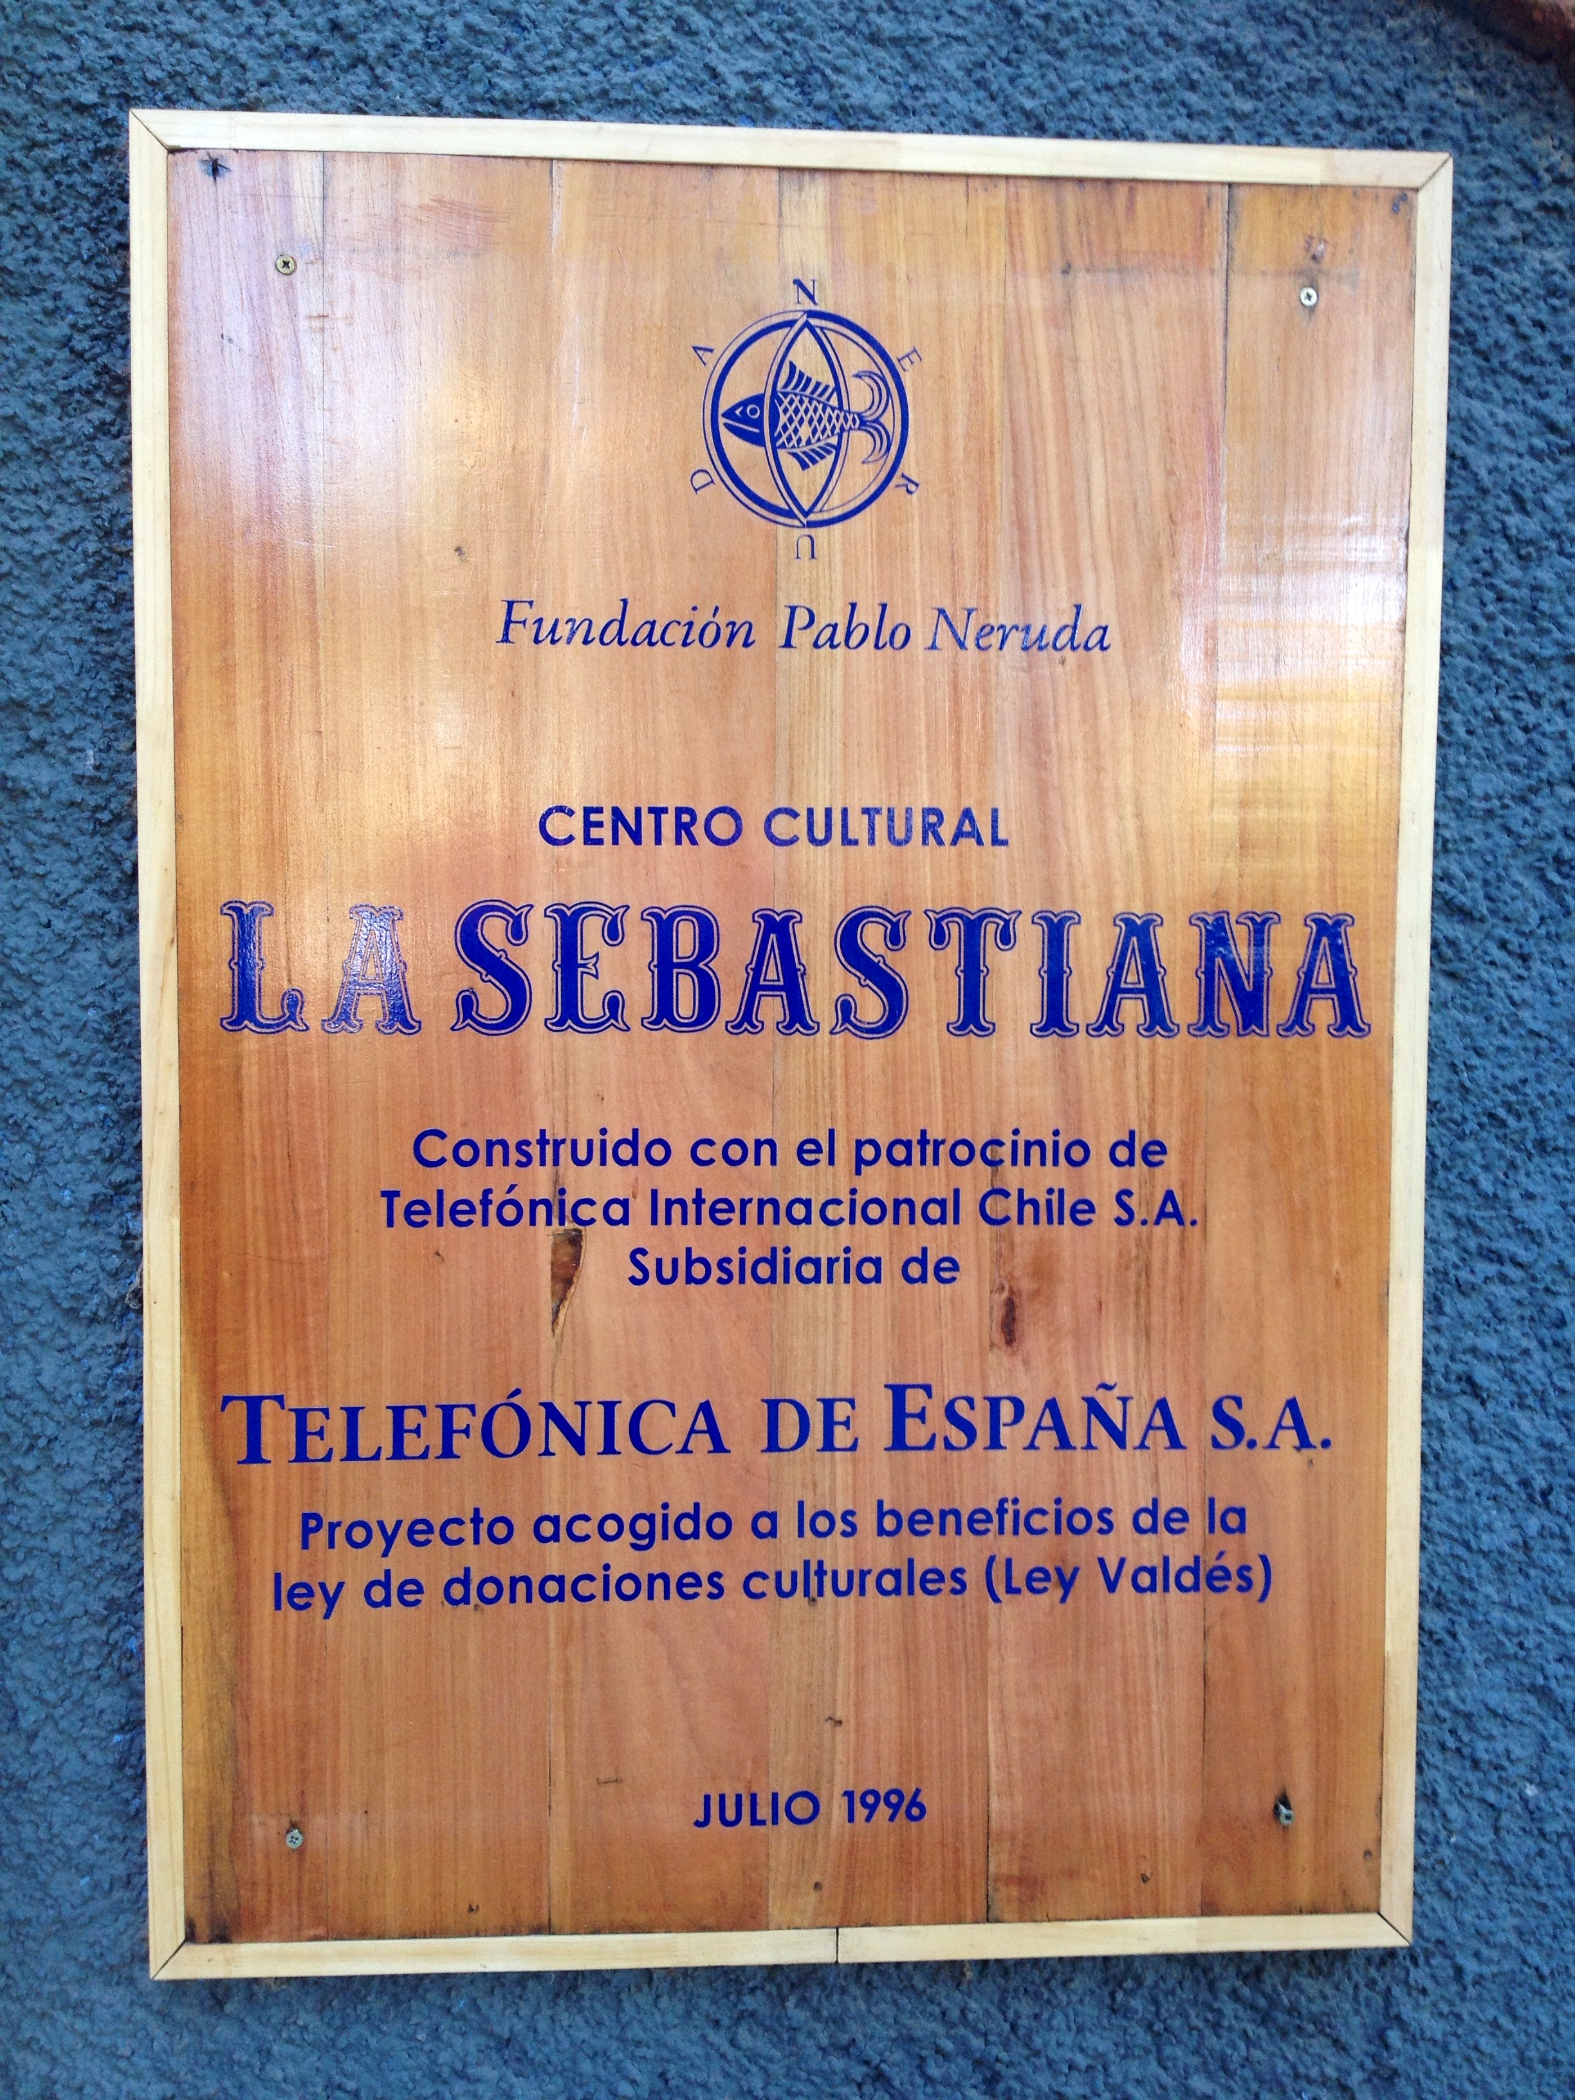 N E R U D A
Fundación Pablo Neruda
CENTRO CULTURAL
LA SEBASTIANA
Construido con el patrocinio de
Telefónica Internacional Chile S.A.
Subsidiaria de
TELEFÓNICA DE ESPAÑA S.A.
Proyecto acogido a los beneficios de la
ley de donaciones culturales (Ley Valdés)
JULIO 1996